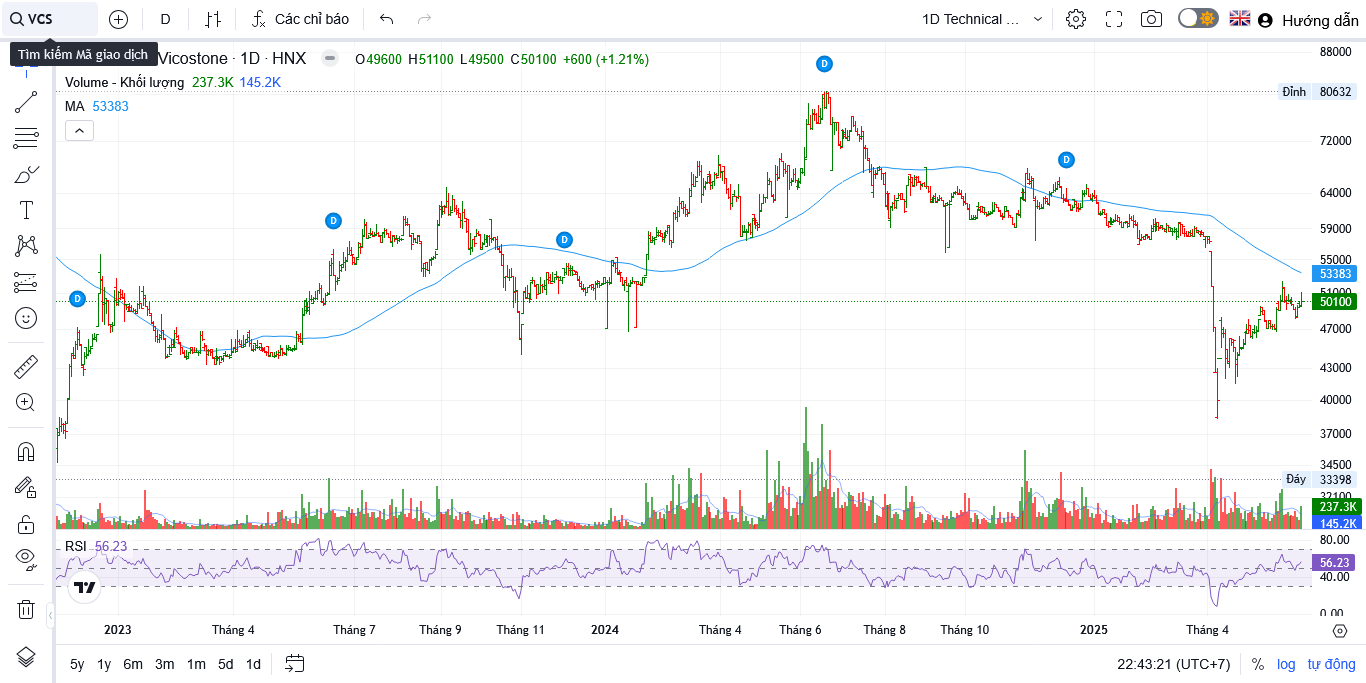 VCS D Các chỉ báo 1D Technical ... Hướng dẫn
Tìm kiếm Mã giao dịch
Vicostone · 1D · HNX O49600 H51100 L49500 C50100 +600 (+1.21%)
Volume - Khối lượng 237.3K 145.2K
MA 53383
88000
Đỉnh 80632
72000
64000
59000
55000
53383
51000
50100
47000
43000
40000
37000
34500
Đáy 33398
32100
237.3K
145.2K
D
D
D
D
D
RSI 56.23
80.00
56.23
40.00
0.00
2023 Tháng 4 Tháng 7 Tháng 9 Tháng 11 2024 Tháng 4 Tháng 6 Tháng 8 Tháng 10 2025 Tháng 4
5y 1y 6m 3m 1m 5d 1d 22:43:21 (UTC+7) % log tự động